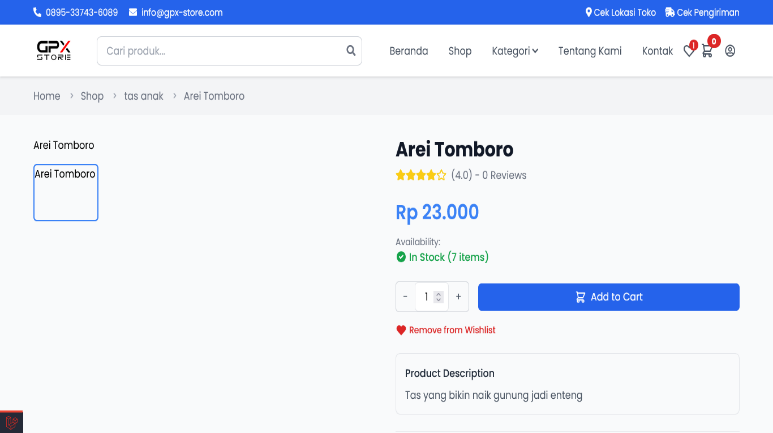 0895-33743-6089 info@gpx-store.com Cek Lokasi Toko Cek Pengiriman
GPX
STORE
Cari produk...
Beranda Shop Kategori Tentang Kami Kontak 1 0
Home > Shop > tas anak > Arei Tomboro
Arei Tomboro
Arei Tomboro
Arei Tomboro
(4.0) - 0 Reviews
Rp 23.000
Availability:
In Stock (7 items)
- 1 + Add to Cart
Remove from Wishlist
Product Description
Tas yang bikin naik gunung jadi enteng